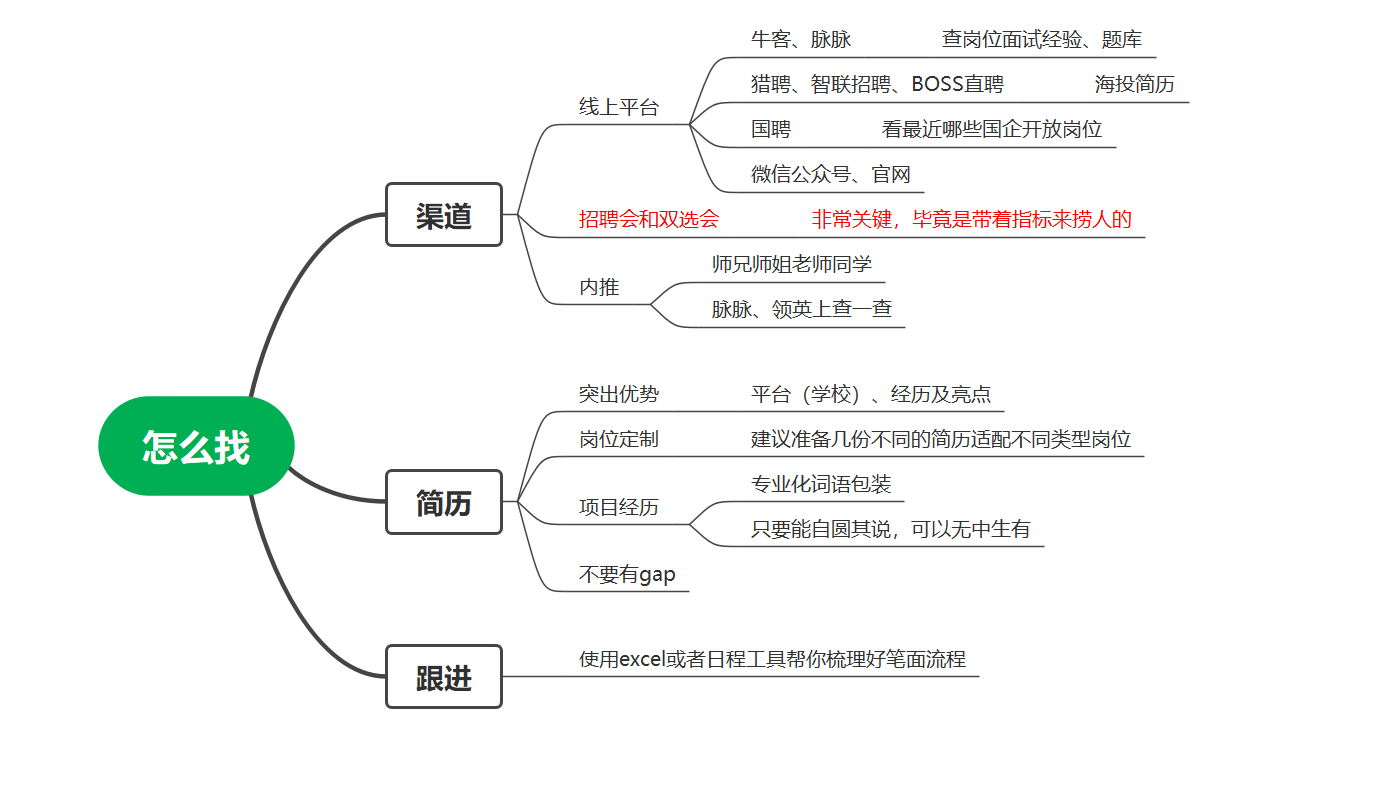 怎么找
渠道
线上平台
牛客、脉脉 查岗位面试经验、题库
猎聘、智联招聘、BOSS直聘 海投简历
国聘 看最近哪些国企开放岗位
微信公众号、官网
招聘会和双选会 非常关键，毕竟是带着指标来捞人的
内推
师兄师姐老师同学
脉脉、领英上查一查
简历
突出优势 平台（学校）、经历及亮点
岗位定制 建议准备几份不同的简历适配不同类型岗位
项目经历
专业化词语包装
只要能自圆其说，可以无中生有
不要有gap
跟进
使用excel或者日程工具帮你梳理好笔面流程